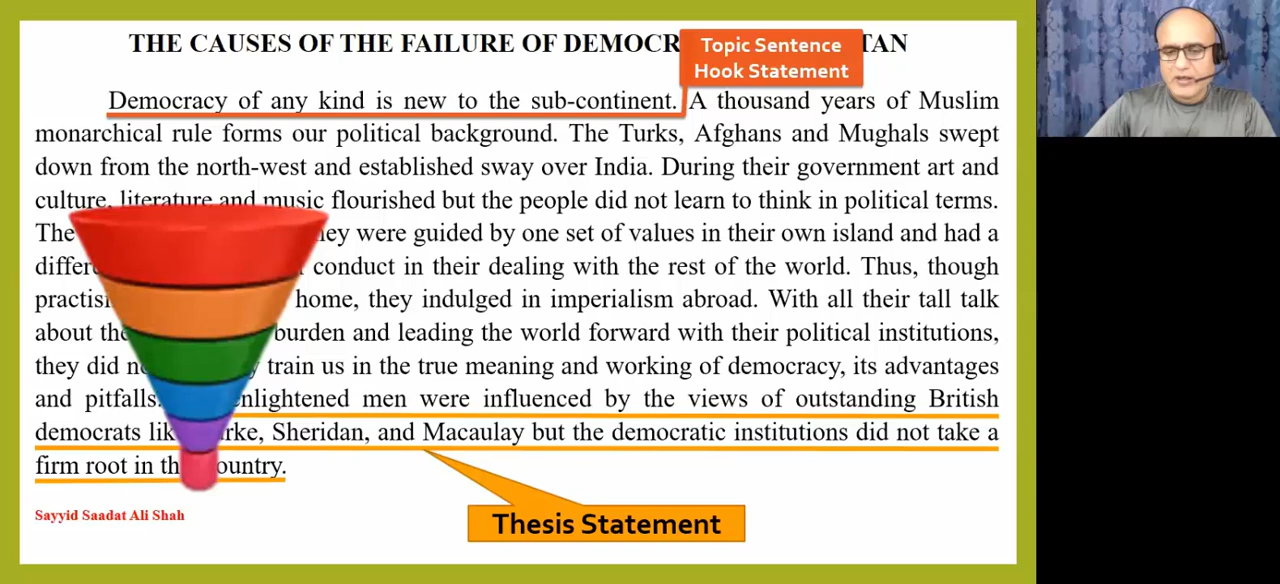 THE CAUSES OF THE FAILURE OF DEMOCR TAN
Topic Sentence
Hook Statement
Democracy of any kind is new to the sub-continent. A thousand years of Muslim
monarchical rule forms our political background. The Turks, Afghans and Mughals swept
down from the north-west and established sway over India. During their government art and
culture, literature and music flourished but the people did not learn to think in political terms.
The they were guided by one set of values in their own island and had a
conduct in their dealing with the rest of the world. Thus, though
home, they indulged in imperialism abroad. With all their tall talk
about the burden and leading the world forward with their political institutions,
they did train us in the true meaning and working of democracy, its advantages
and pitfalls. enlightened men were influenced by the views of outstanding British
democrats Sheridan, and Macaulay but the democratic institutions did not take a
firm root in country.
Sayyid Saadat Ali Shah
Thesis Statement